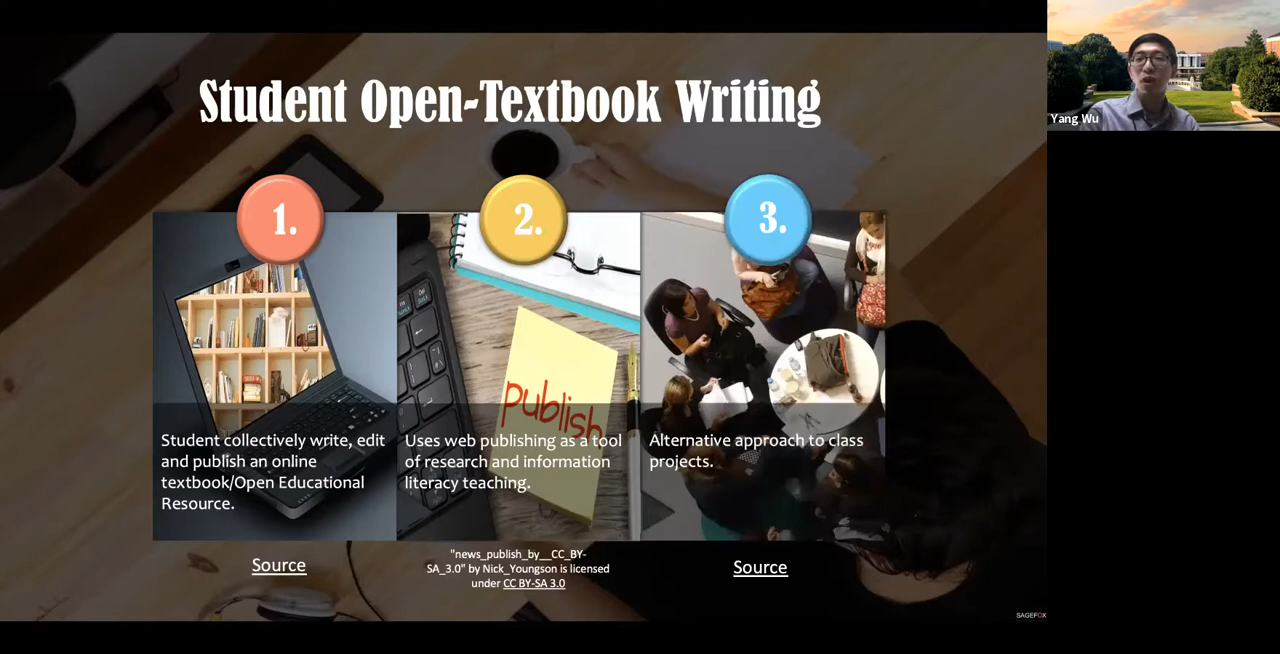 Student Open-Textbook Writing
Yang Wu
1.
2.
3.
publish
Student collectively write, edit
and publish an online
textbook/Open Educational
Resource.
Uses web publishing as a tool
of research and information
literacy teaching.
Alternative approach to class
projects.
Source
"news_publish_by__CC_BY-
SA_3.0" by Nick_Youngson is licensed
under CC BY-SA 3.0
Source
SAGEFOX